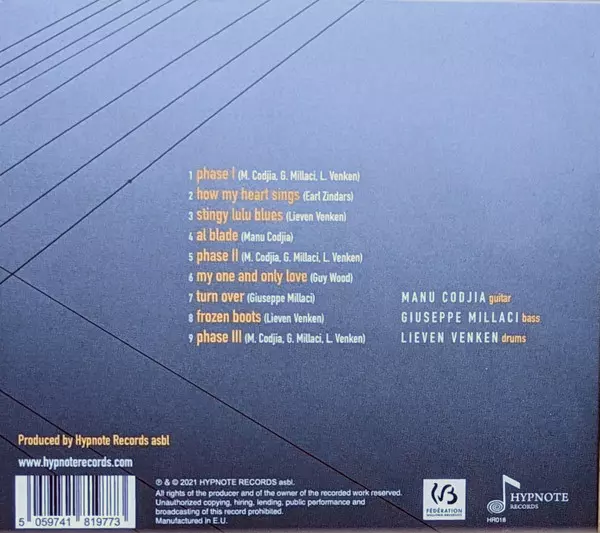 1 phase I (M. Codjia, G. Millaci, L. Venken)
2 how my heart sings (Earl Zindars)
3 stingy lulu blues (Lieven Venken)
4 al blade (Manu Codjia)
5 phase II (M. Codjia, G. Millaci, L. Venken)
6 my one and only love (Guy Wood)
7 turn over (Giuseppe Millaci)
8 frozen boots (Lieven Venken)
9 phase III (M. Codjia, G. Millaci, L. Venken)
MANU CODJIA guitar
GIUSEPPE MILLACI bass
LIEVEN VENKEN drums
Produced by Hypnote Records asbl
www.hypnoterecords.com
5 059741 819773
℗ & © 2021 HYPNOTE RECORDS asbl.
All rights of the producer and of the owner of the recorded work reserved.
Unauthorized copying, hiring, lending, public performance and
broadcasting of this record prohibited.
Manufactured in E.U.
FÉDÉRATION
WALLONIE-BRUXELLES
HYPNOTE
RECORDS
HR018